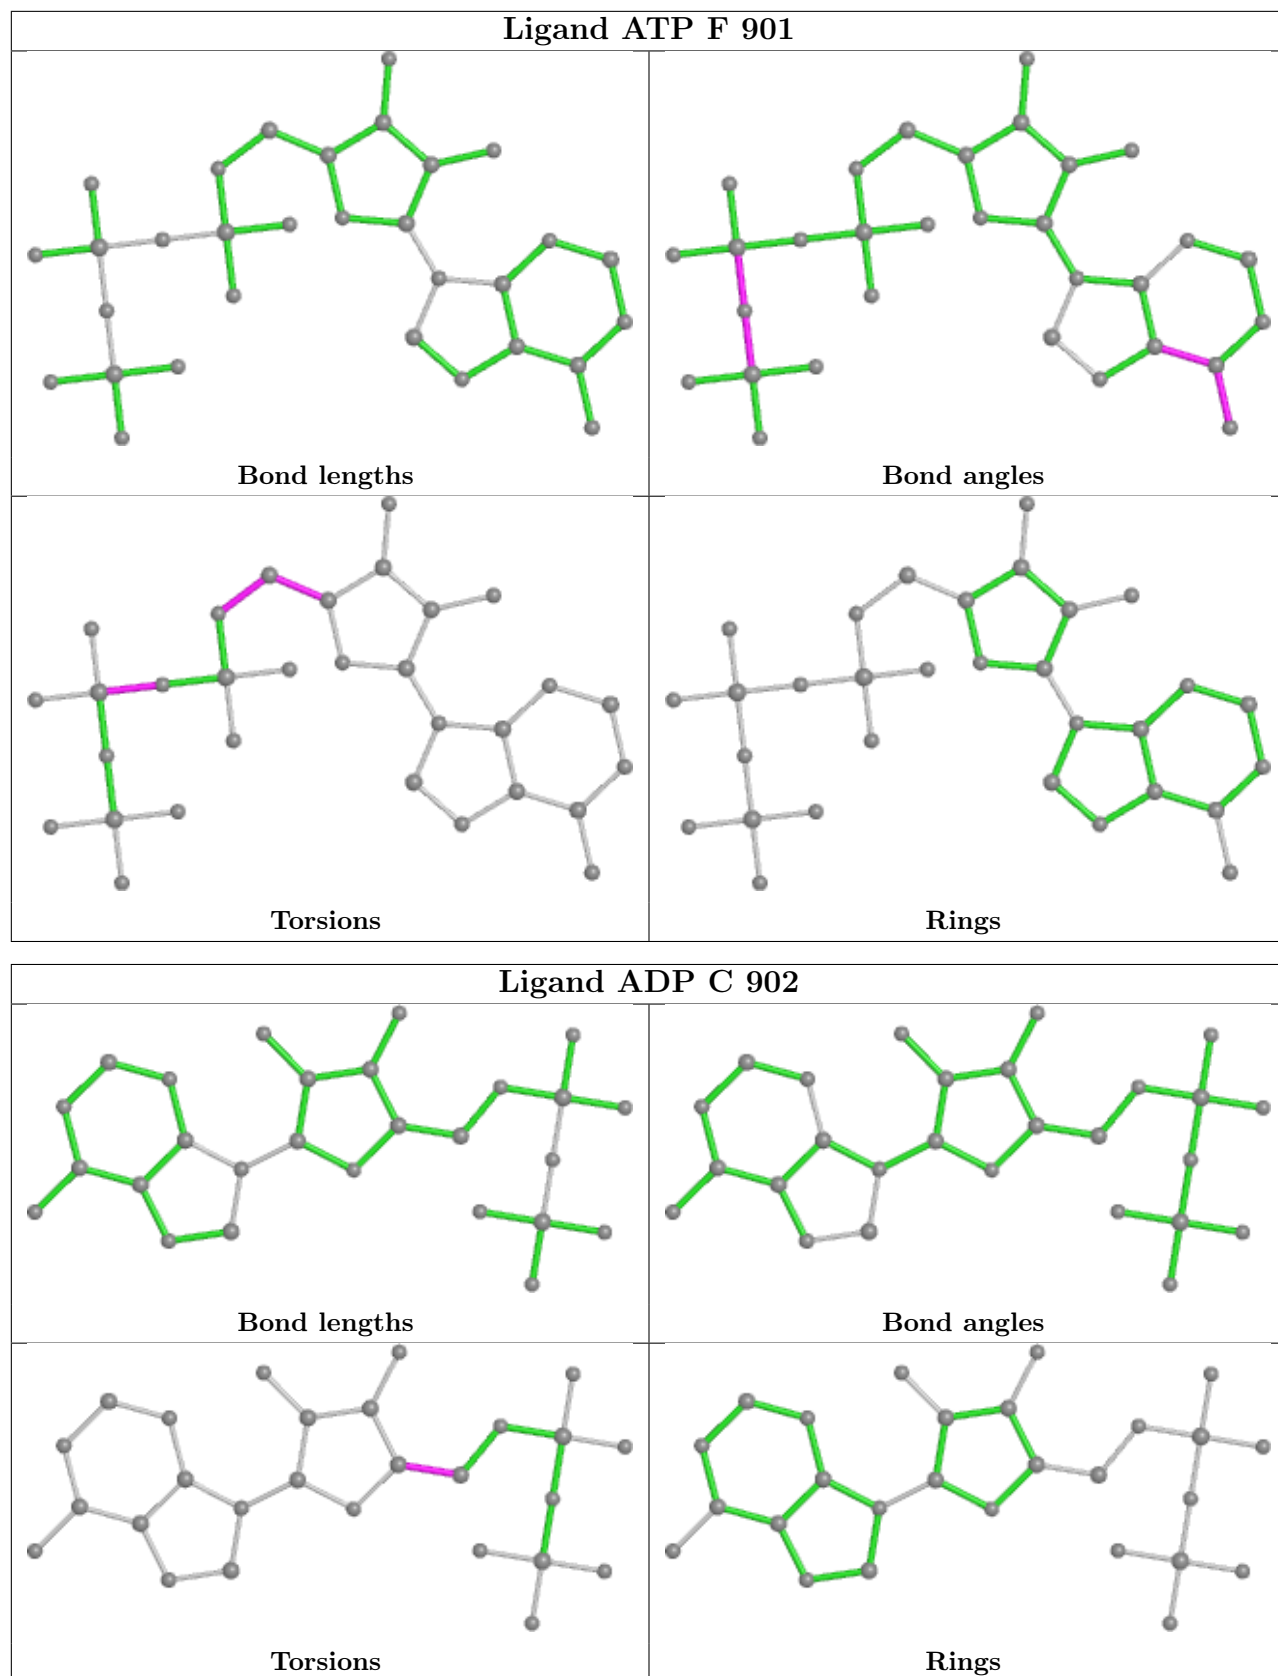 Ligand ATP F 901
Bond lengths
Bond angles
Torsions
Rings
Ligand ADP C 902
Bond lengths
Bond angles
Torsions
Rings